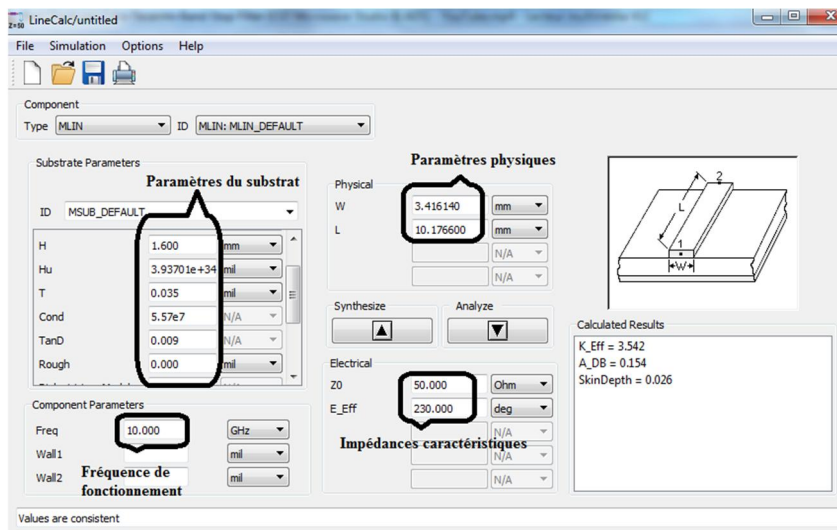 LineCalc/untitled
File Simulation Options Help
Component
Type MLIN ID MLIN: MLIN_DEFAULT
Substrate Parameters
Paramètres du substrat
ID MSUB_DEFAULT
H 1.600 mm
Hu 3.93701e+34 mil
T 0.035 mil
Cond 5.57e7 N/A
TanD 0.009 N/A
Rough 0.000 mil
Component Parameters
Freq 10.000 GHz
Wall1 mil
Wall2 mil
Fréquence de
fonctionnement
Paramètres physiques
Physical
W 3.416140 mm
L 10.176600 mm
N/A
N/A
Synthesize Analyze
Electrical
Z0 50.000 Ohm
E_Eff 230.000 deg
N/A
Impédances caractéristiques
N/A
N/A
2
L
1
W
Calculated Results
K_Eff = 3.542
A_DB = 0.154
SkinDepth = 0.026
Values are consistent